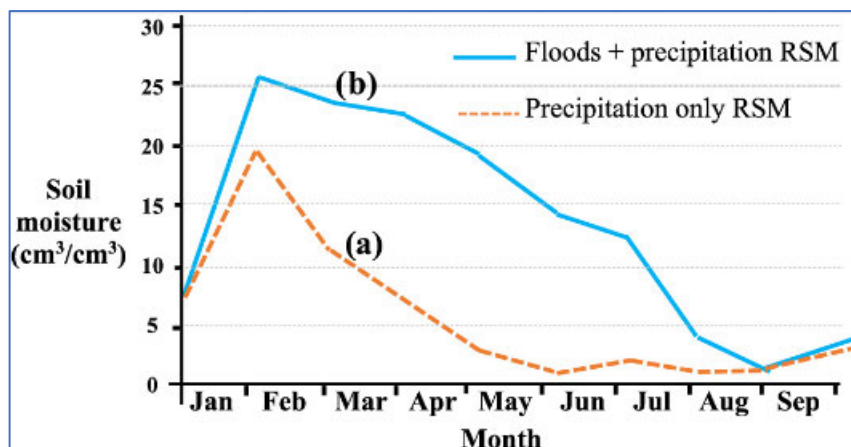 30
25
20
15
10
5
0
Soil
moisture
(cm³/cm³)
Floods + precipitation RSM
Precipitation only RSM
(b)
(a)
Jan Feb Mar Apr May Jun Jul Aug Sep
Month